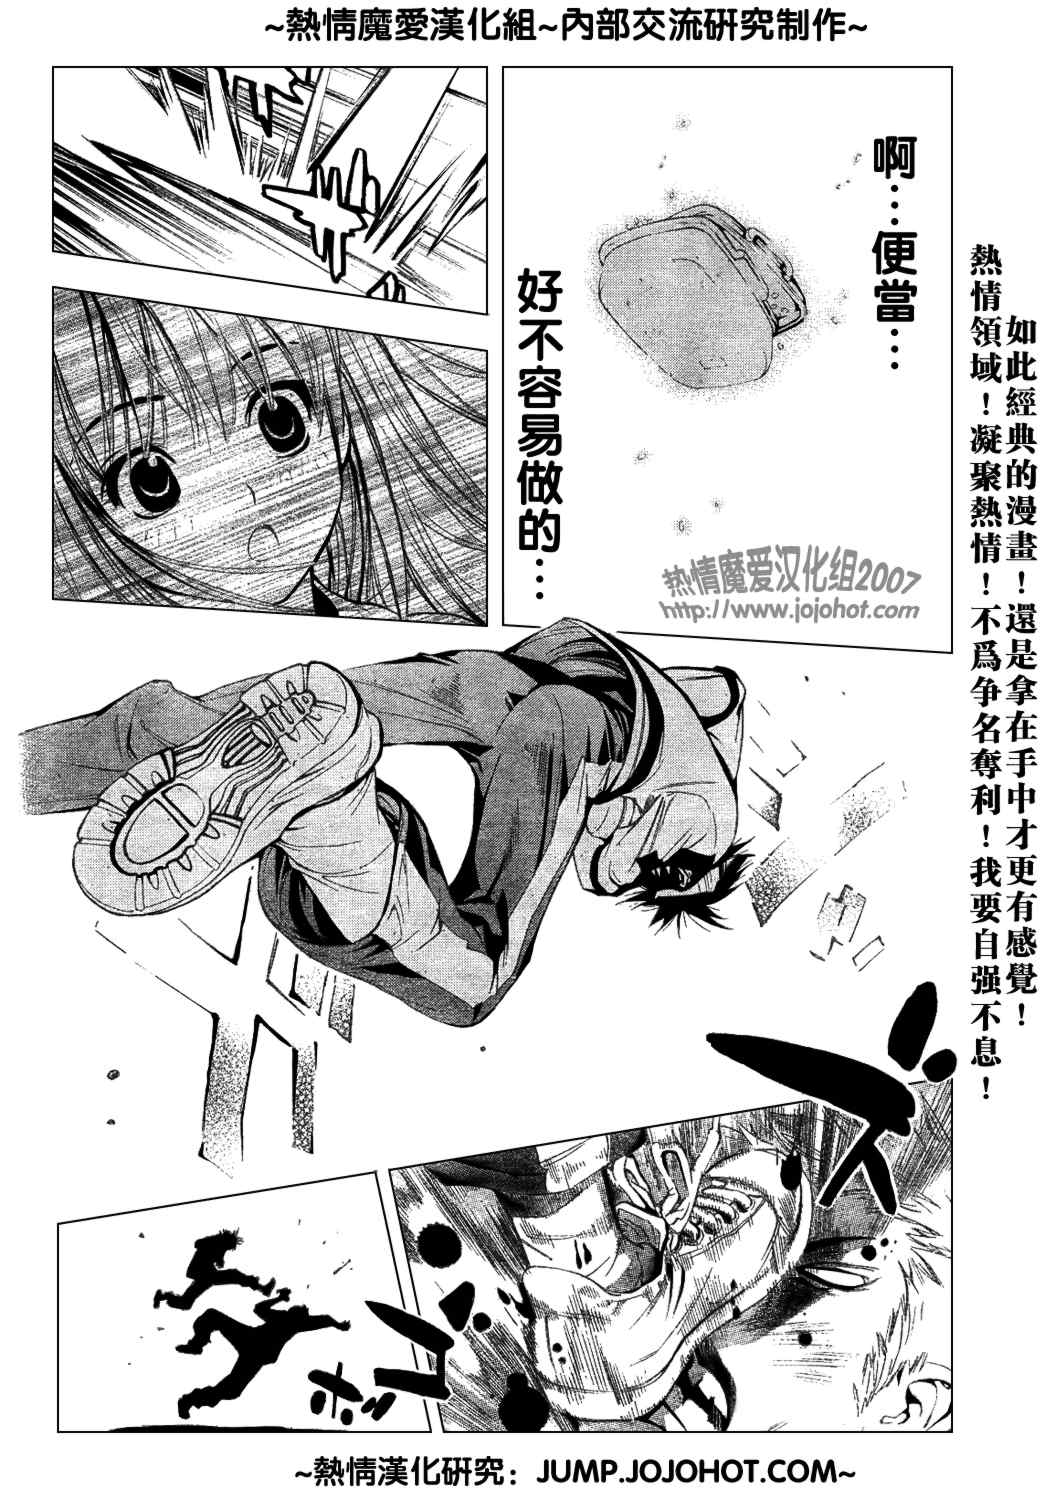 ~熱情魔愛漢化組~內部交流研究制作~
啊…便當…
好不容易做的…
热情魔爱汉化组2007
http://www.jojohot.com
如此經典的漫畫！還是拿在手中才更有感覺！
熱情領域！凝聚熱情！不爲争名奪利！我要自强不息！
ドガ
ボゴ
~熱情漢化研究：JUMP.JOJOHOT.COM~